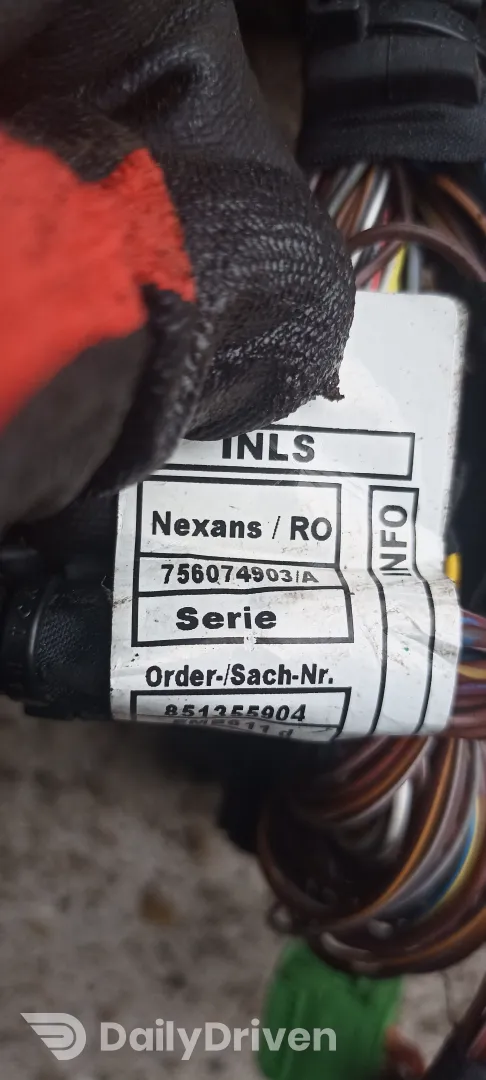 INLS
Nexans / RO
756074903/A
Serie
INFO
Order-/Sach-Nr.
851355904
DailyDriven